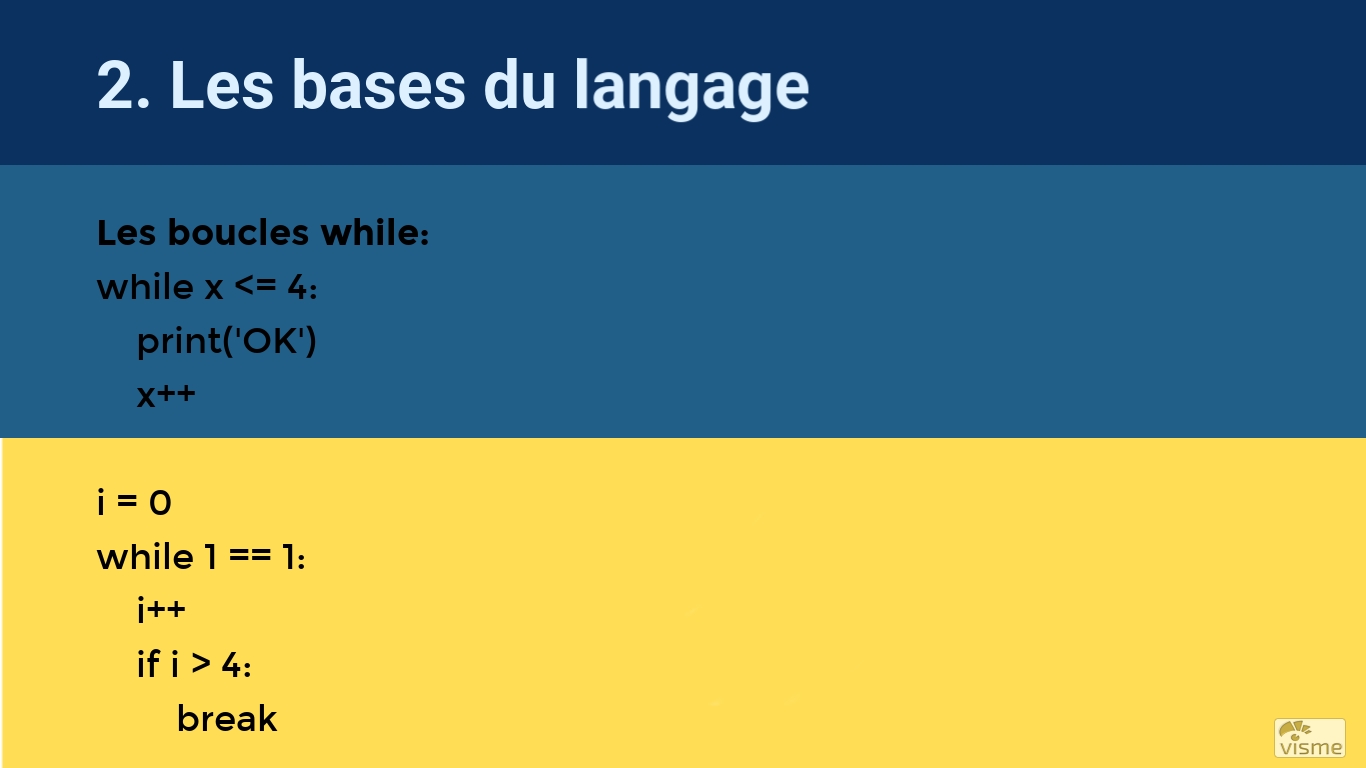 2. Les bases du langage
Les boucles while:
while x <= 4:
print('OK')
x++
i = 0
while 1 == 1:
i++
if i > 4:
break
visme